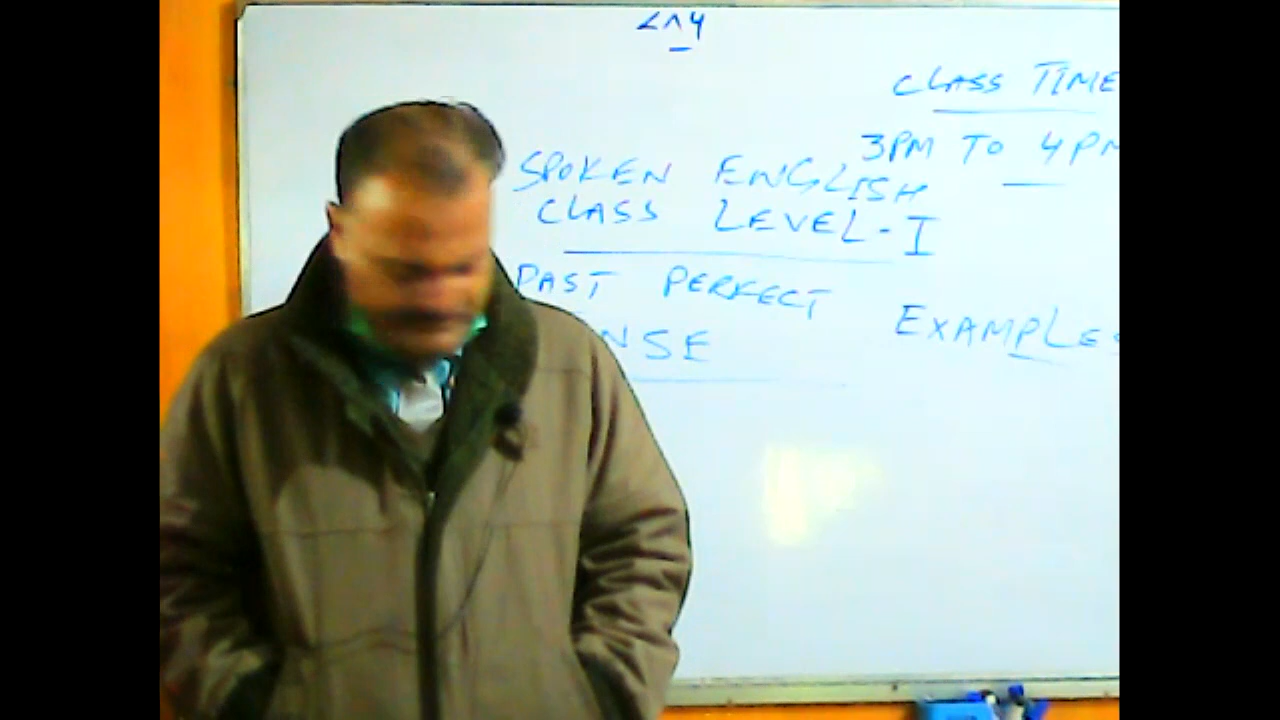 CLASS TIME
3PM TO 4PM
SPOKEN ENGLISH
CLASS LEVEL-I
PAST PERFECT
NSE
EXAMPLES